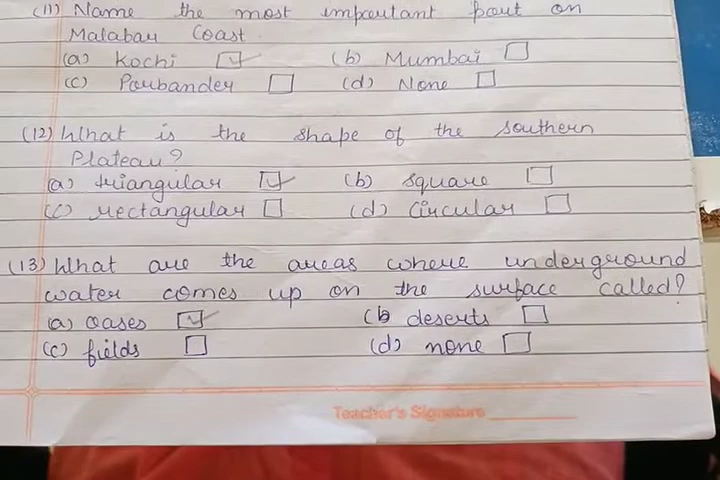 (11) Name the most important port on
Malabar Coast.
(a) Kochi (b) Mumbai
(c) Porbander (d) None
(12) What is the shape of the southern
Plateau?
(a) triangular (b) square
(c) rectangular (d) Circular
(13) What are the areas where underground
water comes up on the surface called?
(a) oases (b deserts
(c) fields (d) none
Teacher's Signature